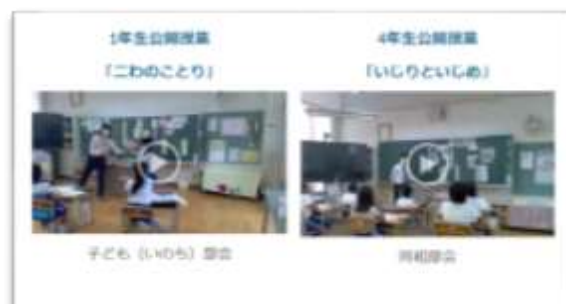 1年生公開授業
「二わのことり」
子ども（いのち）部会
4年生公開授業
「いじりといじめ」
同和部会